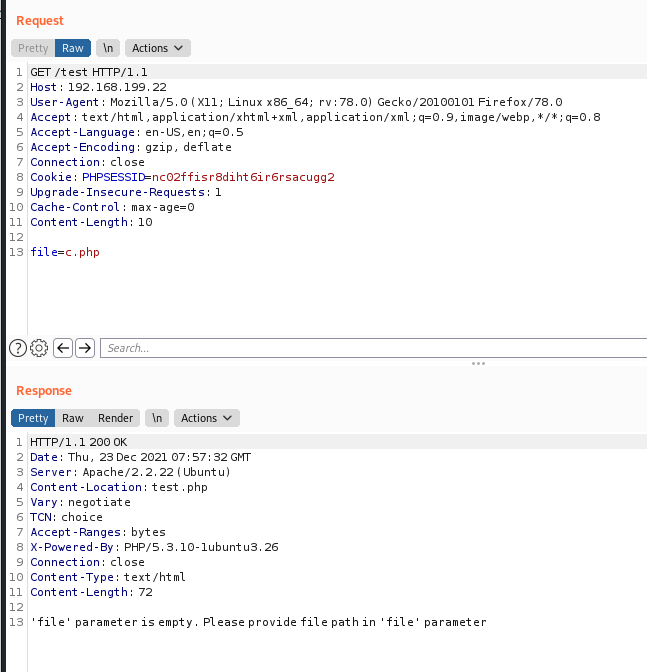 Request
Pretty Raw \n Actions
1 GET /test HTTP/1.1
2 Host: 192.168.199.22
3 User-Agent: Mozilla/5.0 (X11; Linux x86_64; rv:78.0) Gecko/20100101 Firefox/78.0
4 Accept: text/html,application/xhtml+xml,application/xml;q=0.9,image/webp,*/*;q=0.8
5 Accept-Language: en-US,en;q=0.5
6 Accept-Encoding: gzip, deflate
7 Connection: close
8 Cookie: PHPSESSID=nc02ffisr8diht6ir6rsacugg2
9 Upgrade-Insecure-Requests: 1
10 Cache-Control: max-age=0
11 Content-Length: 10
12
13 file=c.php
Search...
Response
Pretty Raw Render \n Actions
1 HTTP/1.1 200 OK
2 Date: Thu, 23 Dec 2021 07:57:32 GMT
3 Server: Apache/2.2.22 (Ubuntu)
4 Content-Location: test.php
5 Vary: negotiate
6 TCN: choice
7 Accept-Ranges: bytes
8 X-Powered-By: PHP/5.3.10-1ubuntu3.26
9 Connection: close
10 Content-Type: text/html
11 Content-Length: 72
12
13 'file' parameter is empty. Please provide file path in 'file' parameter